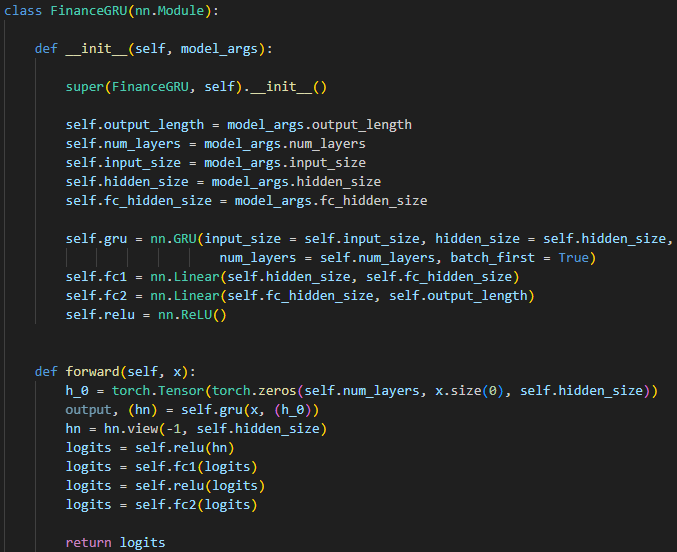 class FinanceGRU(nn.Module):
def __init__(self, model_args):
super(FinanceGRU, self).__init__()
self.output_length = model_args.output_length
self.num_layers = model_args.num_layers
self.input_size = model_args.input_size
self.hidden_size = model_args.hidden_size
self.fc_hidden_size = model_args.fc_hidden_size
self.gru = nn.GRU(input_size = self.input_size, hidden_size = self.hidden_size,
num_layers = self.num_layers, batch_first = True)
self.fc1 = nn.Linear(self.hidden_size, self.fc_hidden_size)
self.fc2 = nn.Linear(self.fc_hidden_size, self.output_length)
self.relu = nn.ReLU()
def forward(self, x):
h_0 = torch.Tensor(torch.zeros(self.num_layers, x.size(0), self.hidden_size))
output, (hn) = self.gru(x, (h_0))
hn = hn.view(-1, self.hidden_size)
logits = self.relu(hn)
logits = self.fc1(logits)
logits = self.relu(logits)
logits = self.fc2(logits)
return logits